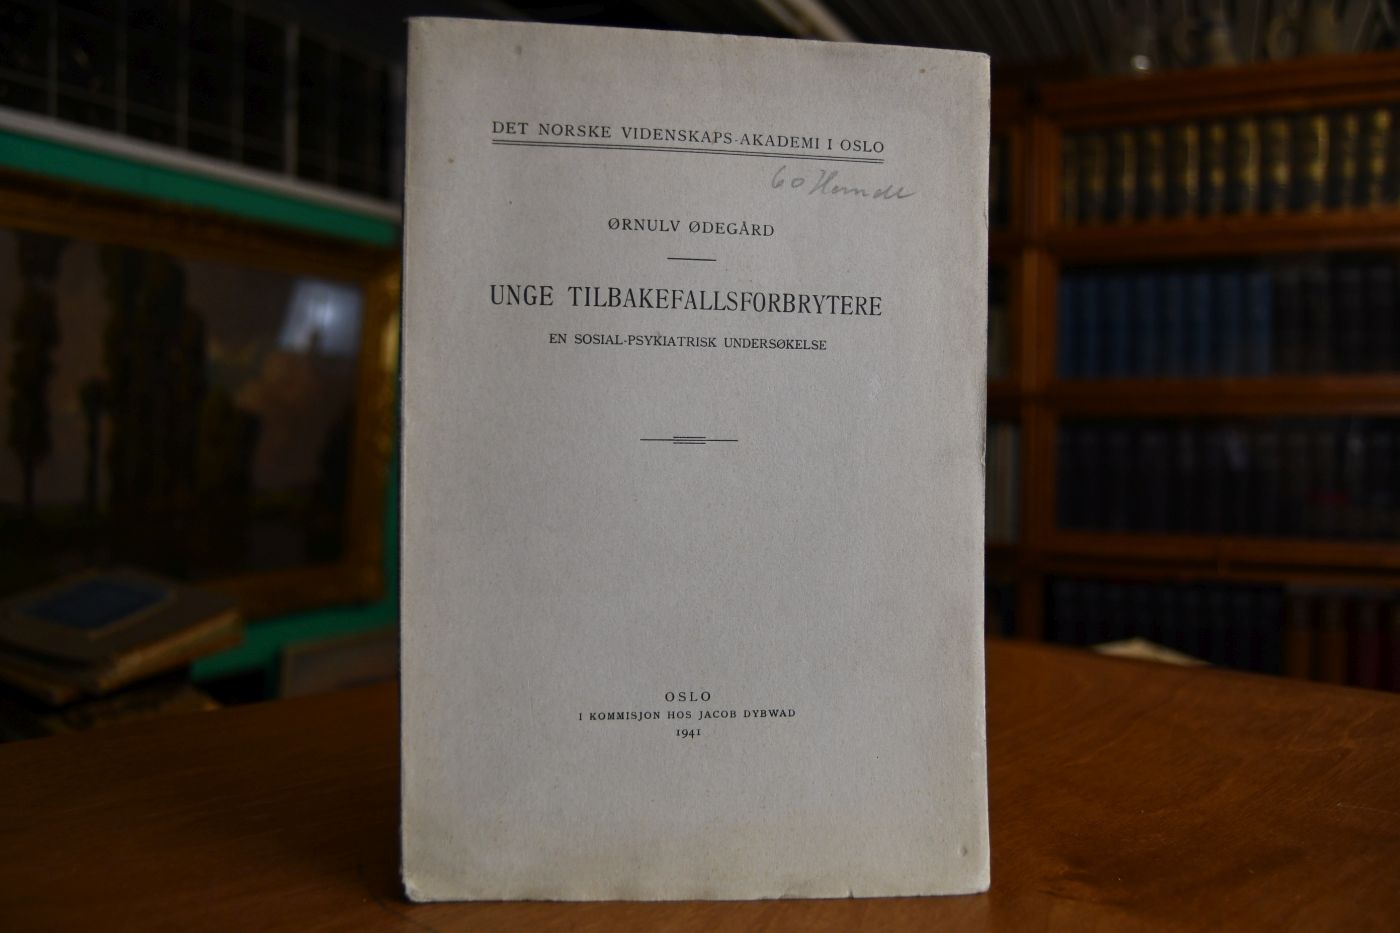 DET NORSKE VIDENSKAPS-AKADEMI I OSLO
ØRNULV ØDEGÅRD
UNGE TILBAKEFALLSFORBRYTERE
EN SOSIAL-PSYKIATRISK UNDERSØKELSE
OSLO
I KOMMISJON HOS JACOB DYBWAD
1941